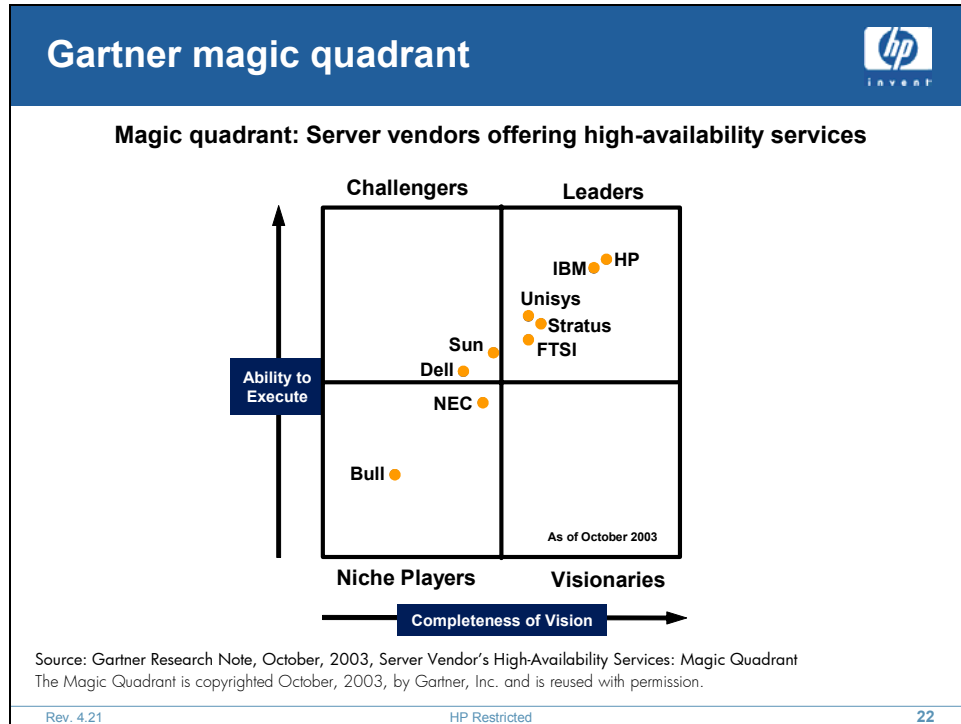 Gartner magic quadrant
hp
invent
Magic quadrant: Server vendors offering high-availability services
Challengers
Leaders
IBM
HP
Unisys
Stratus
FTSI
Sun
Dell
Ability to
Execute
NEC
Bull
As of October 2003
Niche Players
Visionaries
Completeness of Vision
Source: Gartner Research Note, October, 2003, Server Vendor's High-Availability Services: Magic Quadrant
The Magic Quadrant is copyrighted October, 2003, by Gartner, Inc. and is reused with permission.
Rev. 4.21
HP Restricted
22